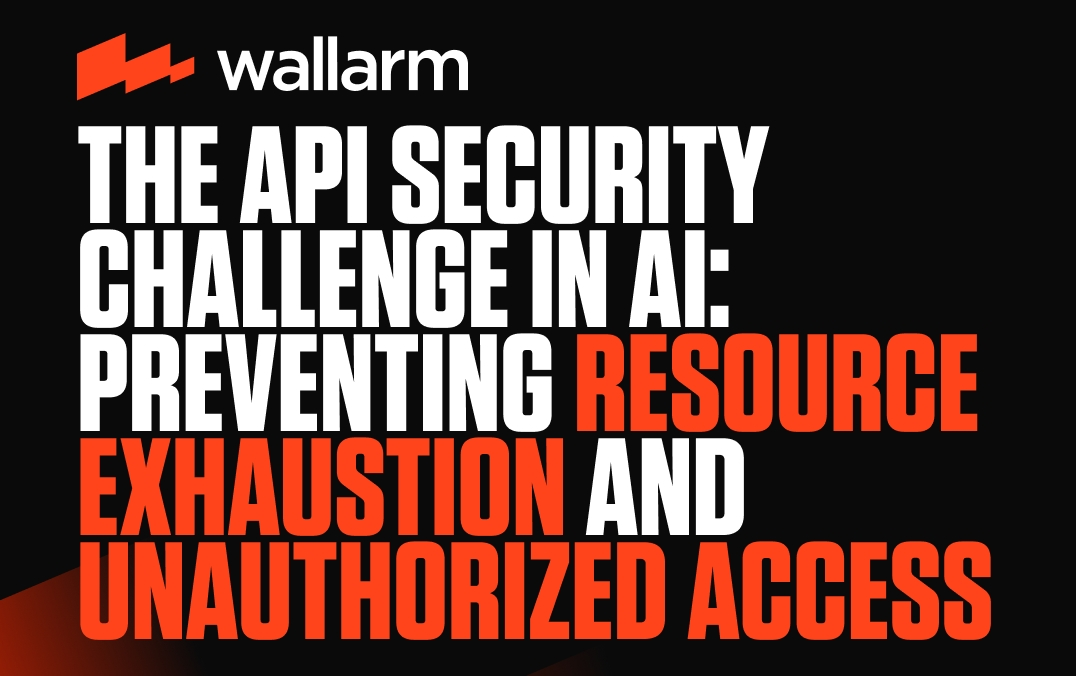 wallarm
THE API SECURITY
CHALLENGE IN AI:
PREVENTING RESOURCE
EXHAUSTION AND
UNAUTHORIZED ACCESS